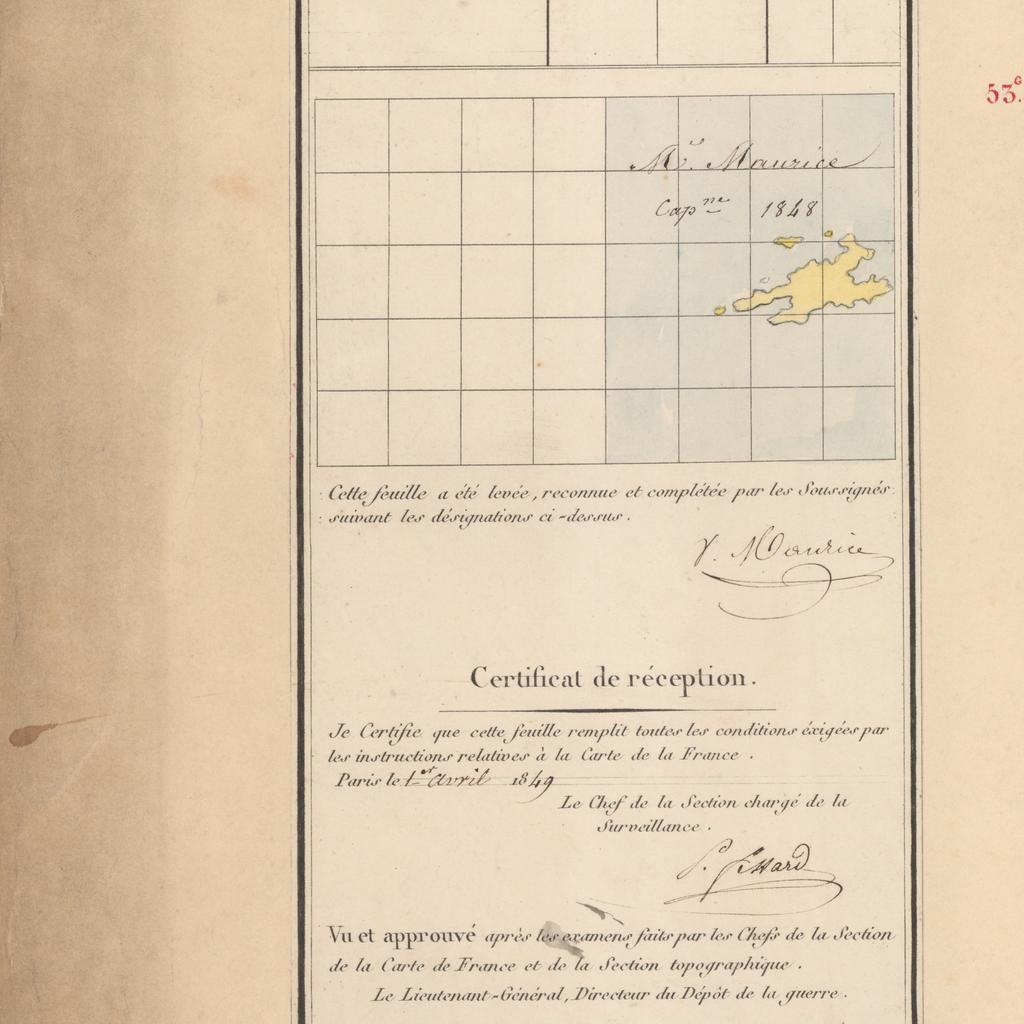 53.G
Mr. Maurice
Capne 1848
Cette feuille a été levée, reconnue et complétée par les Soussignés
suivant les désignations ci-dessus.
Maurice
Certificat de réception.
Je Certifie que cette feuille remplit toutes les conditions éxigées par
les instructions relatives à la Carte de la France.
Paris le 1er avril 1849
Le Chef de la Section chargé de la
Surveillance.
Vu et approuvé après les examens faits par les Chefs de la Section
de la Carte de France et de la Section topographique.
Le Lieutenant-Général, Directeur du Dépôt de la guerre.